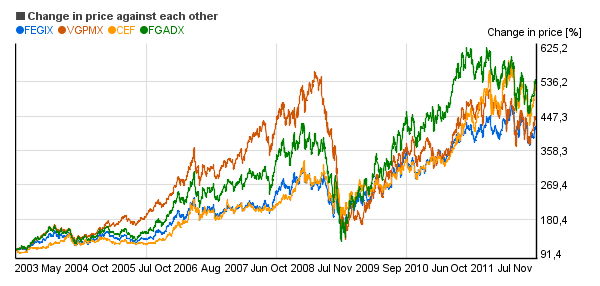 Change in price against each other
FEGIX VGPMX CEF FGADX
Change in price [%]
625,2
536,2
447,3
358,3
269,4
180,4
91,4
2003 May 2004 Oct 2005 Jul Oct 2006 Aug 2007 Jun Oct 2008 Jul Nov 2009 Sep 2010 Jun Oct 2011 Jul Nov